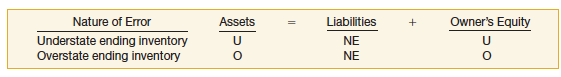 Nature of Error Assets = Liabilities + Owner's Equity
Understate ending inventory U NE U
Overstate ending inventory O NE O